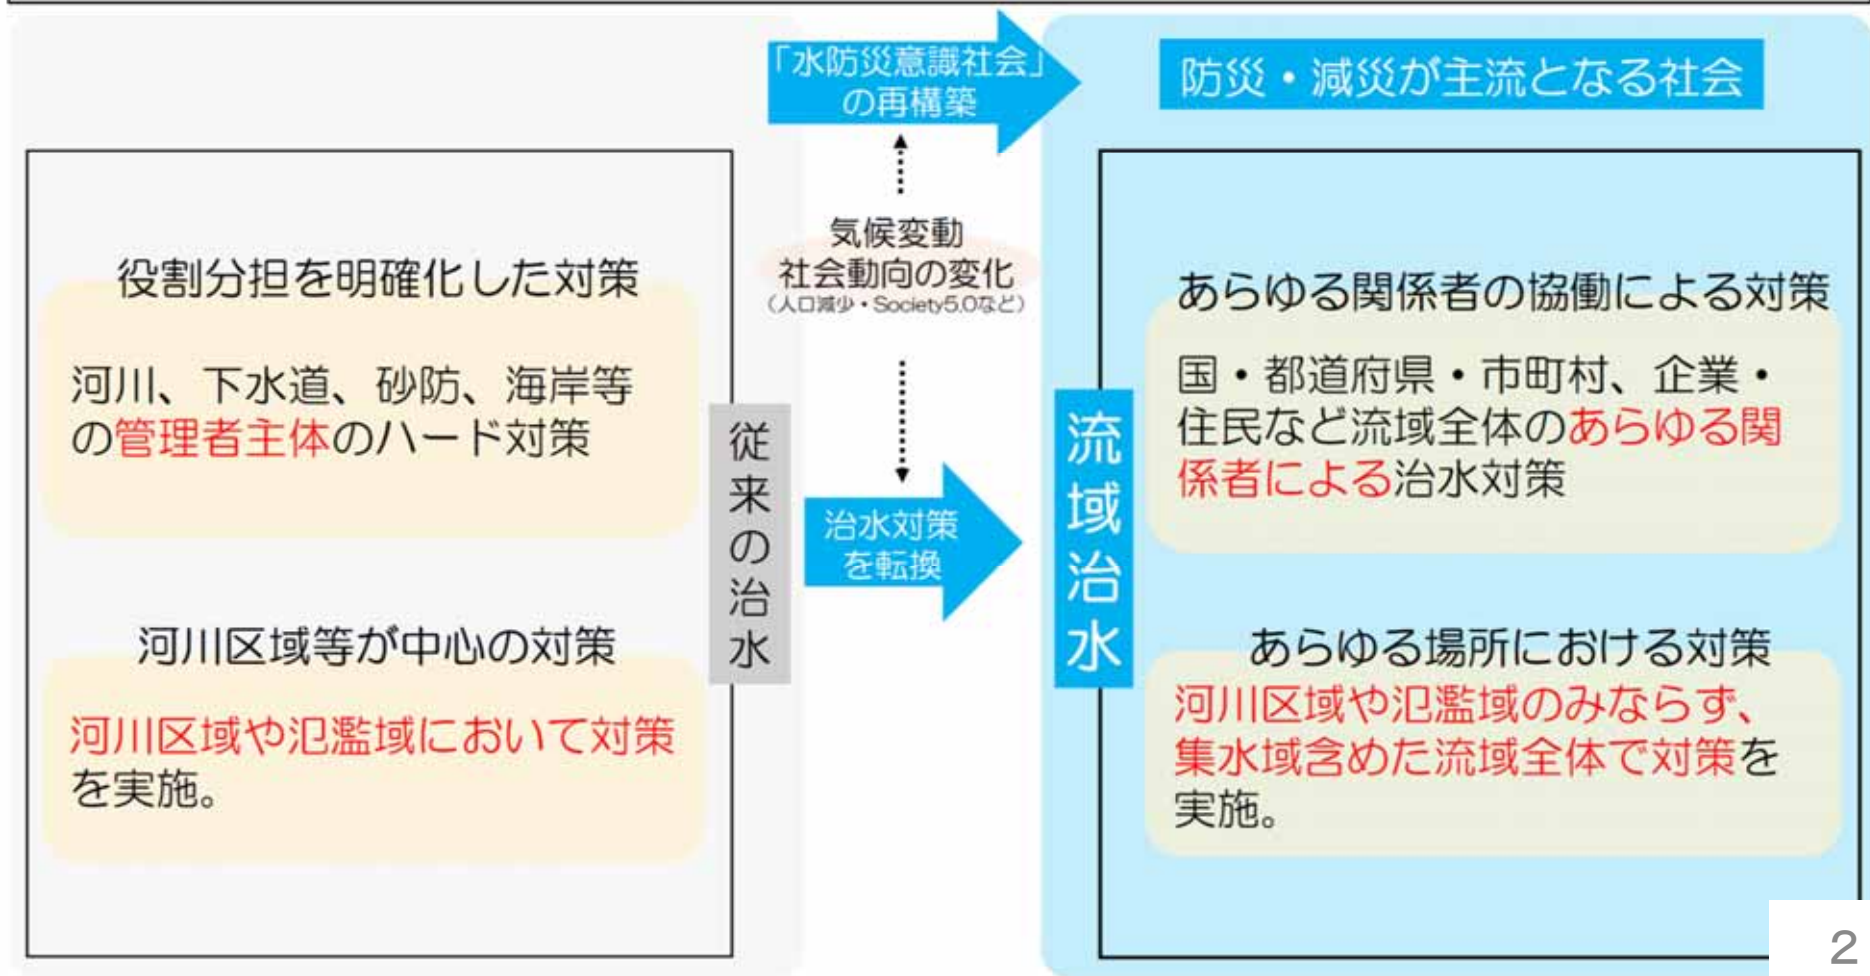 「水防災意識社会」
の再構築
防災・減災が主流となる社会
気候変動
社会動向の変化
（人口減少・Society5.0など）
役割分担を明確化した対策
河川、下水道、砂防、海岸等
の管理者主体のハード対策
河川区域等が中心の対策
河川区域や氾濫域において対策
を実施。
従来の治水
治水対策
を転換
流域治水
あらゆる関係者の協働による対策
国・都道府県・市町村、企業・
住民など流域全体のあらゆる関
係者による治水対策
あらゆる場所における対策
河川区域や氾濫域のみならず、
集水域含めた流域全体で対策を
実施。
2